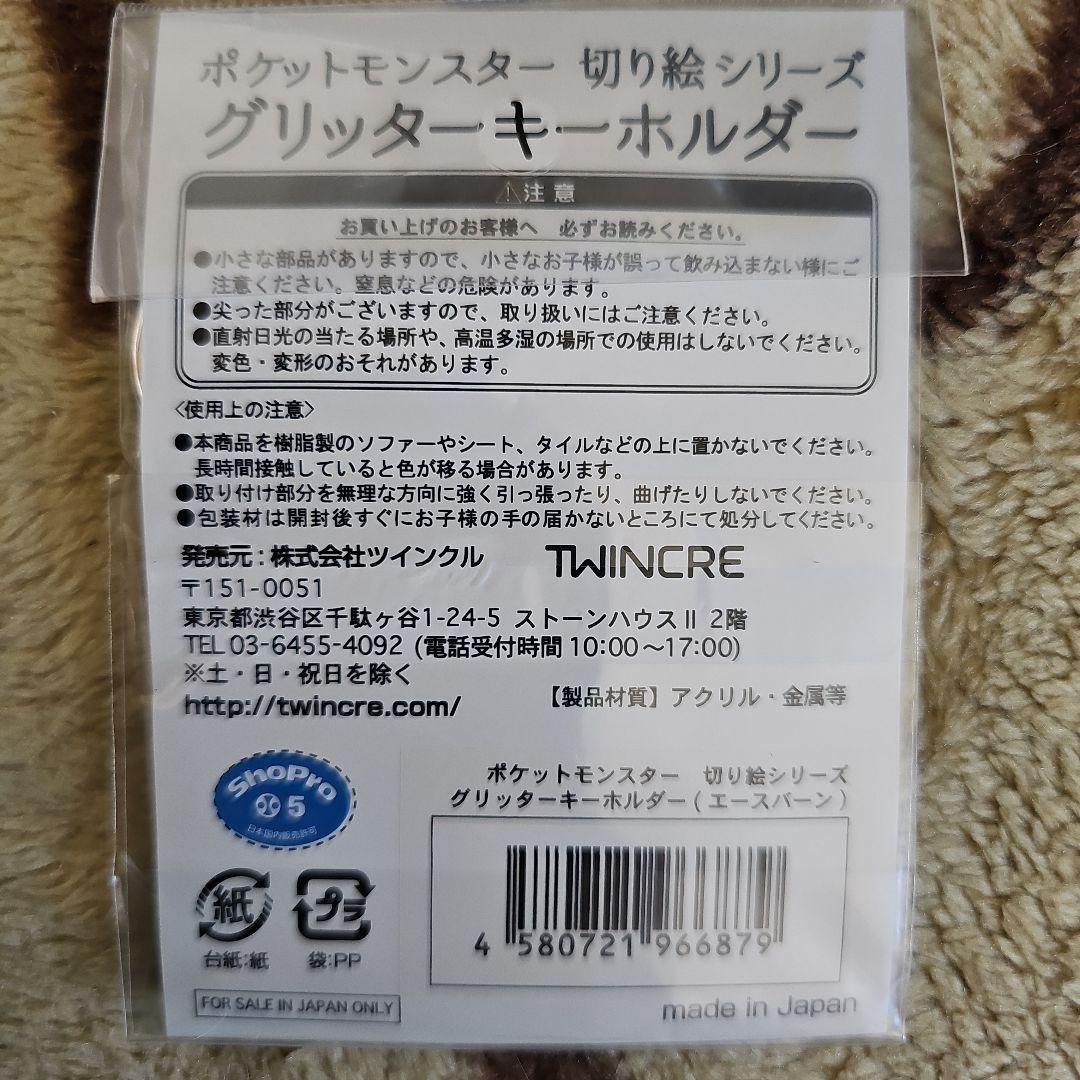 ポケットモンスター 切り絵シリーズ
グリッターキーホルダー
⚠注意
お買い上げのお客様へ 必ずお読みください。
●小さな部品がありますので、小さなお子様が誤って飲み込まない様にご
注意ください。窒息などの危険があります。
●尖った部分がございますので、取り扱いにはご注意ください。
●直射日光の当たる場所や、高温多湿の場所での使用はしないでください。
変色・変形のおそれがあります。
〈使用上の注意〉
●本商品を樹脂製のソファーやシート、タイルなどの上に置かないでください。
長時間接触していると色が移る場合があります。
●取り付け部分を無理な方向に強く引っ張ったり、曲げたりしないでください。
●包装材は開封後すぐにお子様の手の届かないところにて処分してください。
発売元:株式会社ツインクル TWINCRE
〒151-0051
東京都渋谷区千駄ヶ谷1-24-5 ストーンハウスⅡ 2階
TEL 03-6455-4092 (電話受付時間 10:00～17:00)
※土・日・祝日を除く
http://twincre.com/
【製品材質】アクリル・金属等
ShoPro
5
日本国内販売許可
紙
台紙:紙
プラ
袋:PP
FOR SALE IN JAPAN ONLY
ポケットモンスター 切り絵シリーズ
グリッターキーホルダー(エースバーン)
4 580721 966879
made in Japan